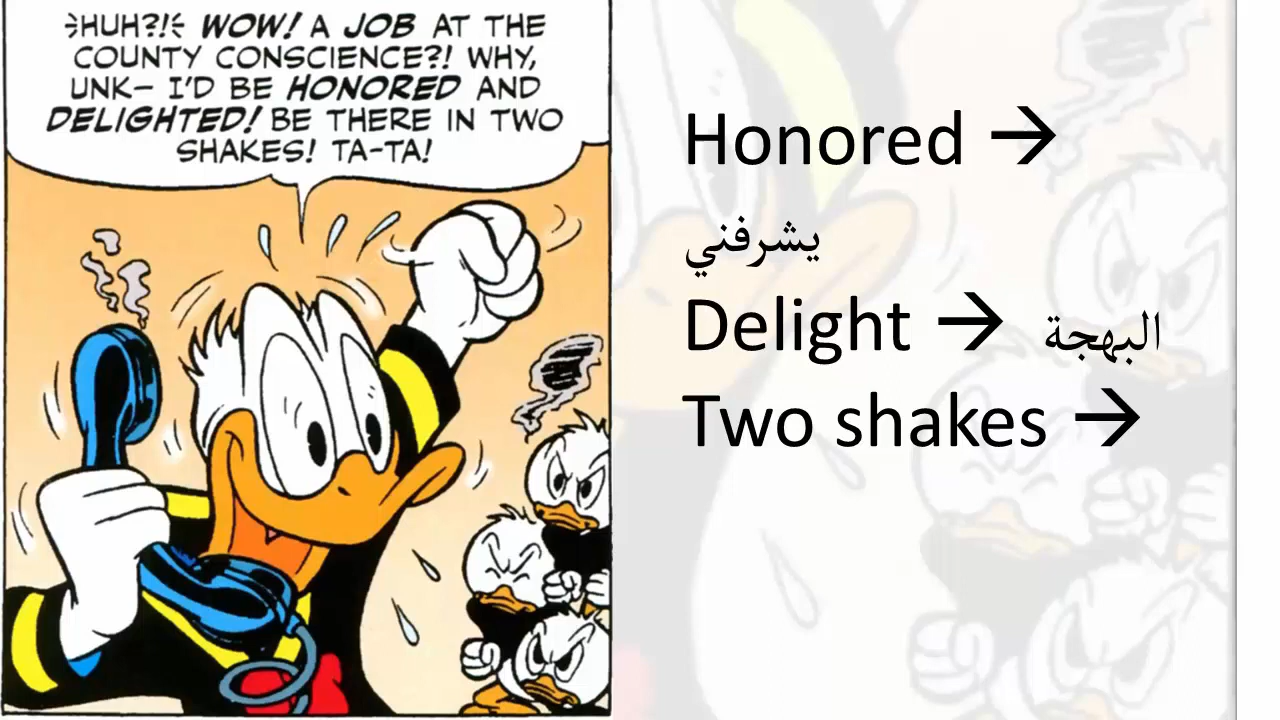 ⋛HUH?!⋚ WOW! A JOB AT THE
COUNTY CONSCIENCE?! WHY,
UNK– I'D BE HONORED AND
DELIGHTED! BE THERE IN TWO
SHAKES! TA-TA!
Honored →
يشرفني
Delight → البهجة
Two shakes →